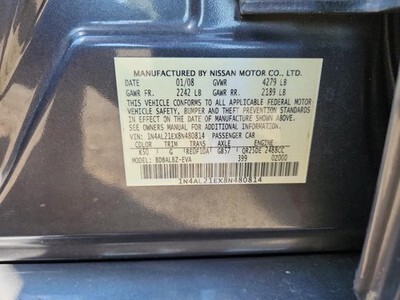 MANUFACTURED BY NISSAN MOTOR CO., LTD.
DATE: 01/08 GVWR 4279 LB
GAWR FR. 2242 LB GAWR RR. 2189 LB
THIS VEHICLE CONFORMS TO ALL APPLICABLE FEDERAL MOTOR
VEHICLE SAFETY, BUMPER AND THEFT PREVENTION STANDARDS
IN EFFECT ON THE DATE OF MANUFACTURE SHOWN ABOVE.
SEE OWNERS MANUAL FOR ADDITIONAL INFORMATION
VIN: 1N4AL21EX8N480814 PASSENGER CAR
COLOR TRIM TRANS AXLE ENGINE
K50 G QR25DE 2488CC
MODEL: 399 02000
1N4AL21EX8N480814